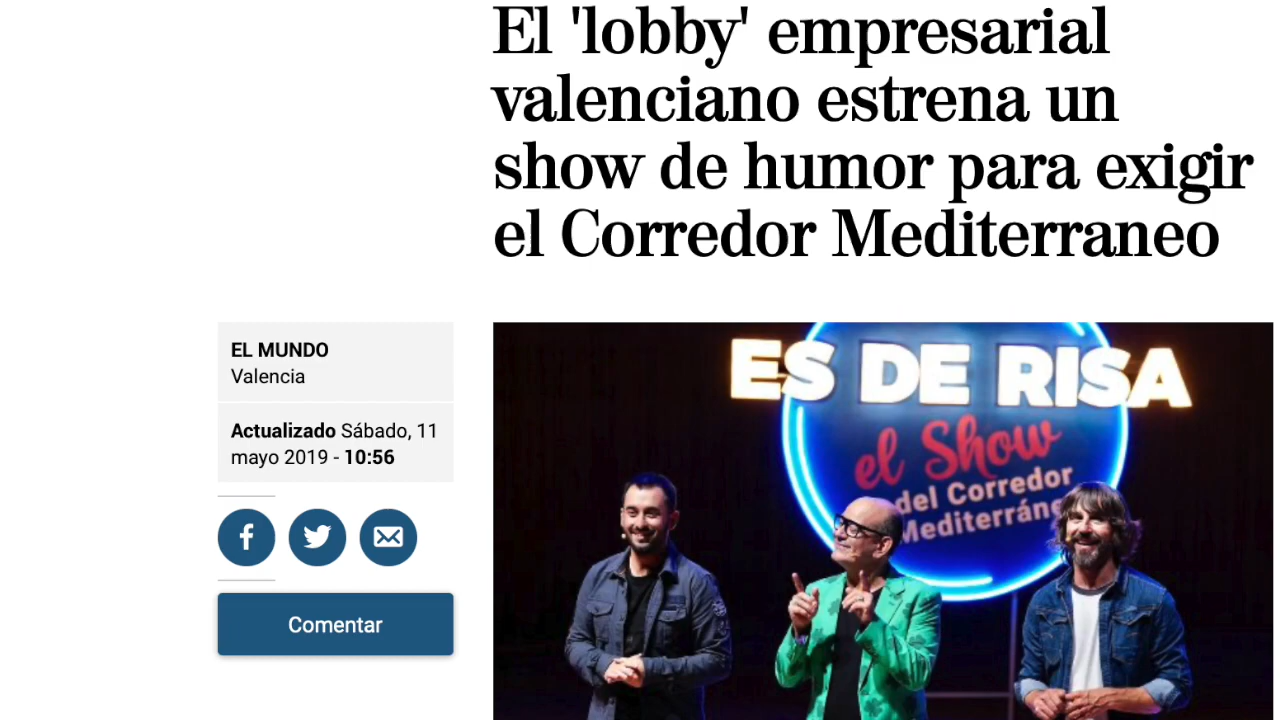 El 'lobby' empresarial
valenciano estrena un
show de humor para exigir
el Corredor Mediterraneo
EL MUNDO
Valencia
Actualizado Sábado, 11
mayo 2019 - 10:56
Comentar
ES DE RISA
el Show
del Corredor
Mediterráne